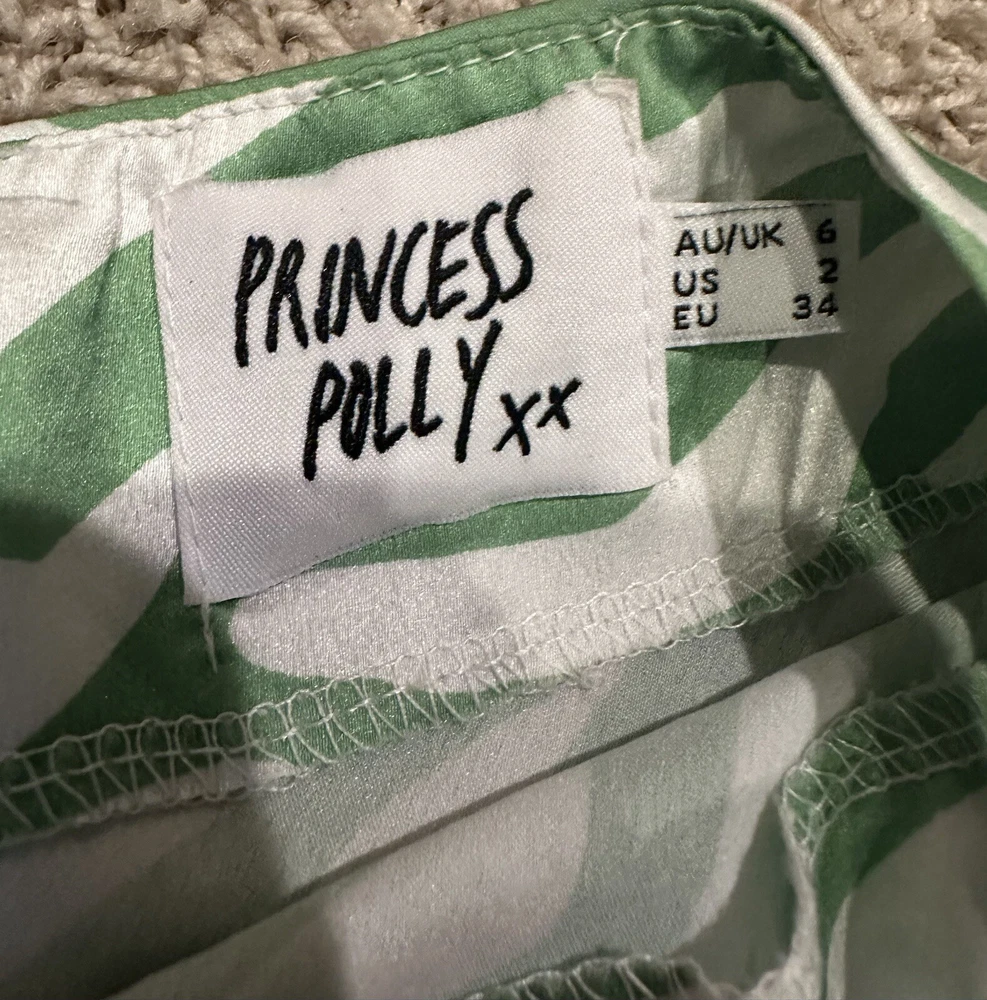 PRINCESS
POLLY xx
AU/UK 6
US 2
EU 34